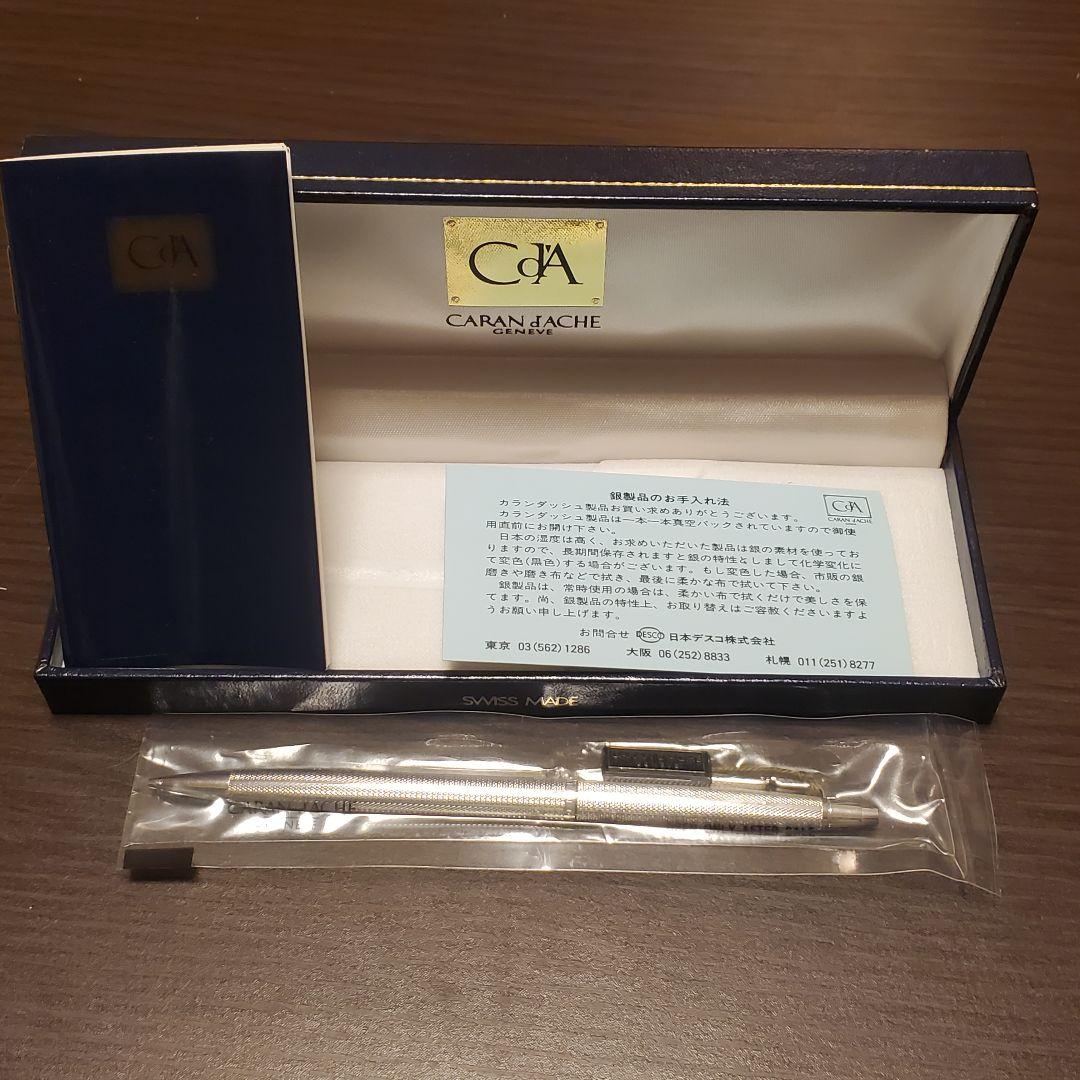 CdA
CdA
CARAN d'ACHE
GENEVE
銀製品のお手入れ法
カランダッシュ製品お買い求めありがとうございます。
カランダッシュ製品は一本一本真空パックされていますので御使
用直前にお開け下さい。
日本の湿度は高く、お求めいただいた製品は銀の素材を使ってお
りますので、長期間保存されますと銀の特性としまして化学変化に
て変色(黒色)する場合がございます。もし変色した場合、市販の銀
磨きや磨き布などで拭き、最後に柔かな布で拭いて下さい。
銀製品は、常時使用の場合は、柔かい布で拭くだけで美しさを保
てます。尚、銀製品の特性上、お取り替えはご容赦くださいますよ
うお願い申し上げます。
CdA
CARAN d'ACHE
お問合せ DESCO 日本デスコ株式会社
東京 03(562)1286 大阪 06(252)8833 札幌 011(251)8277
SWISS MADE
CARAN d'ACHE
ONLY AFTER SALE